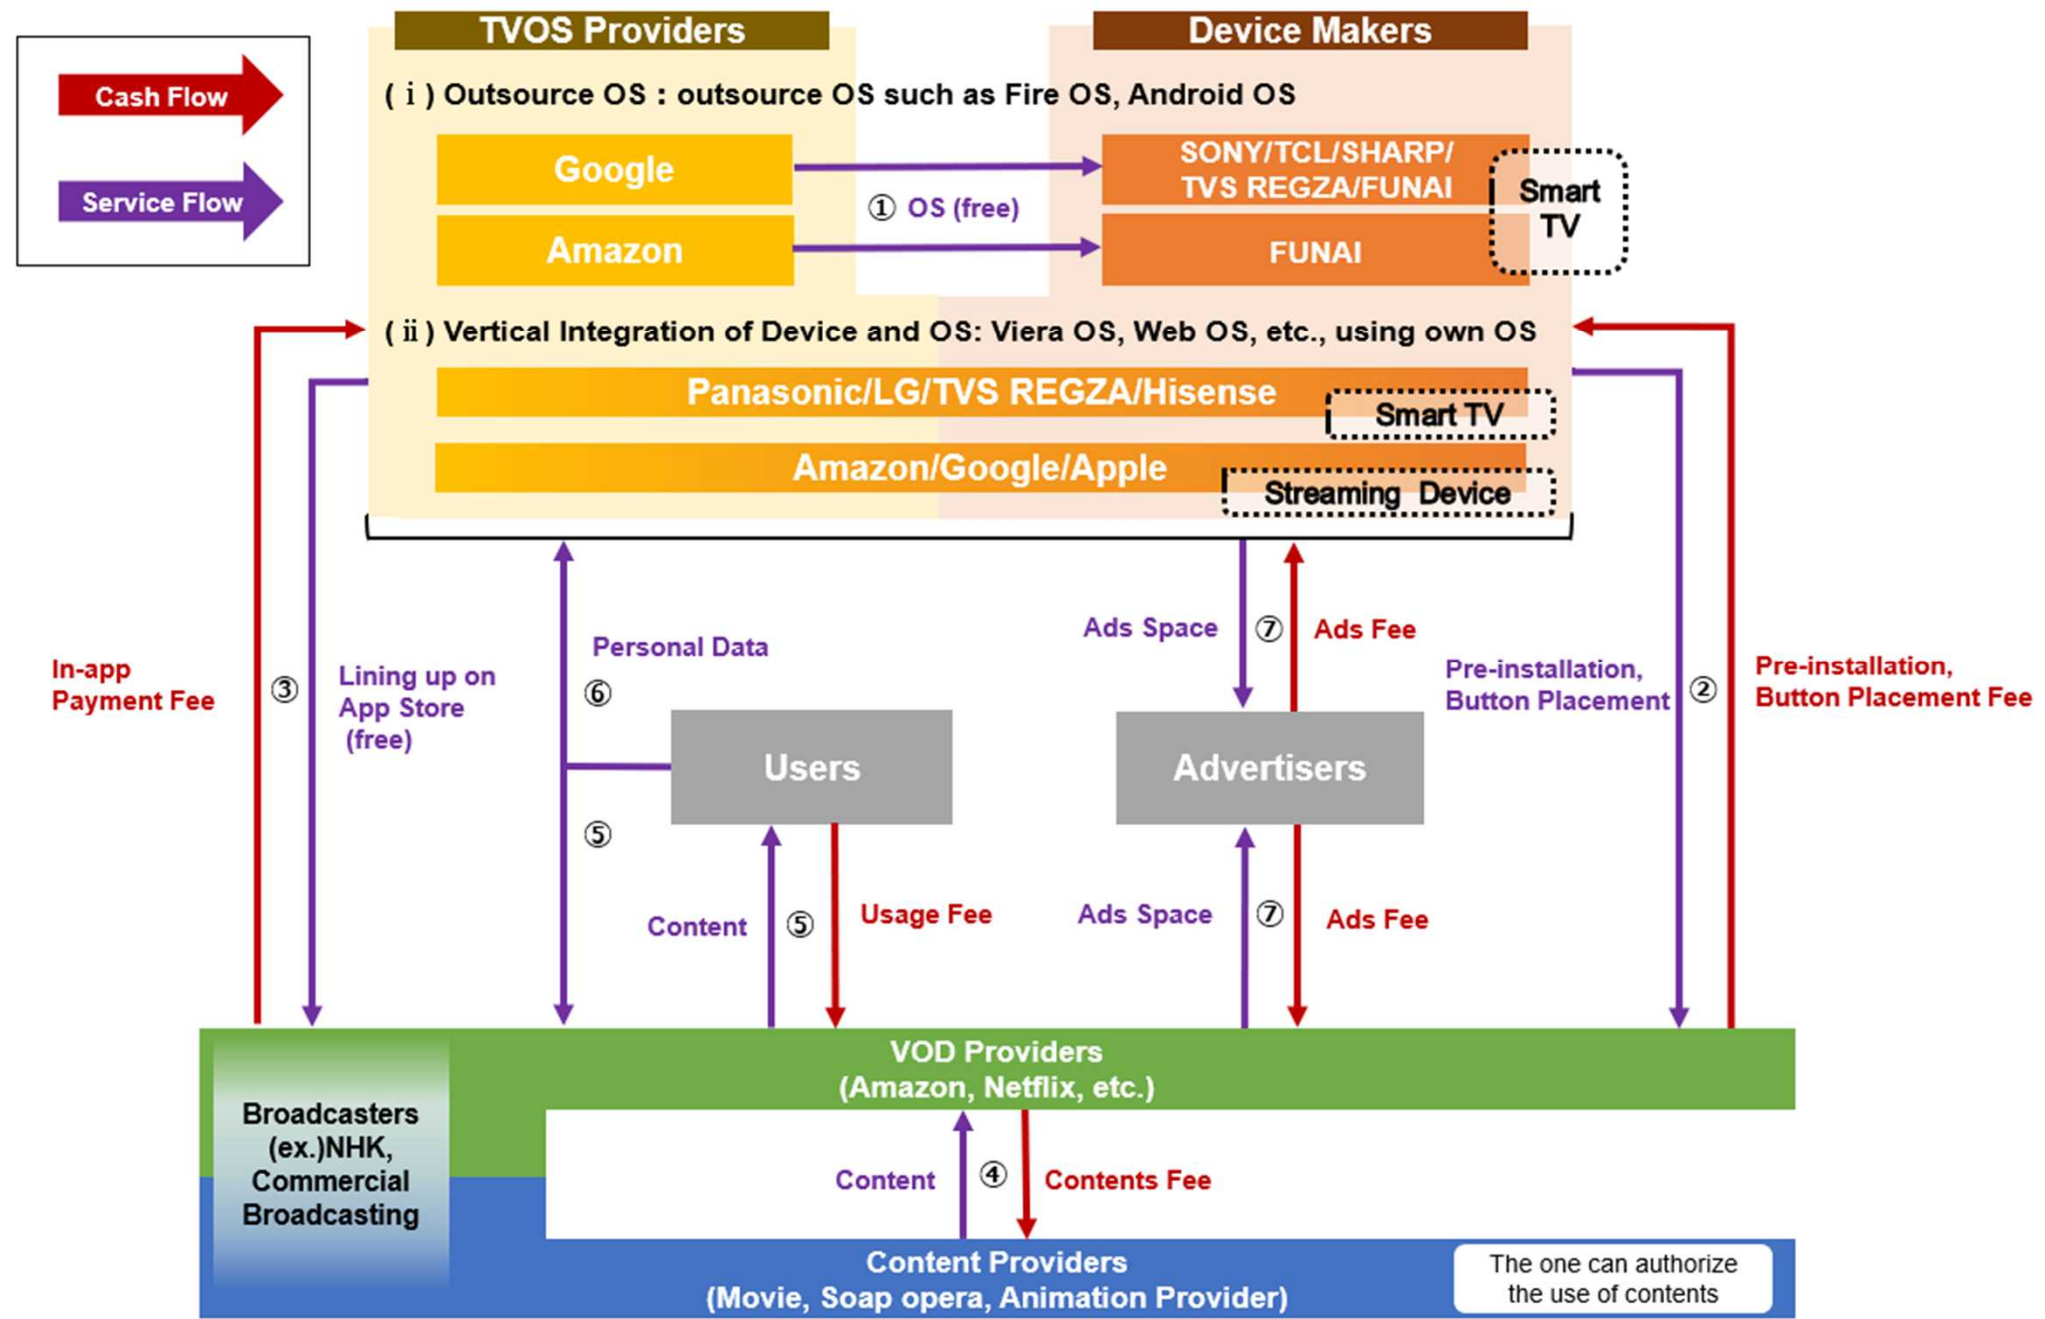 TVOS Providers
Device Makers
Cash Flow
Service Flow
(ⅰ) Outsource OS : outsource OS such as Fire OS, Android OS
Google
SONY/TCL/SHARP/
TVS REGZA/FUNAI
Smart
TV
① OS (free)
Amazon
FUNAI
(ⅱ) Vertical Integration of Device and OS: Viera OS, Web OS, etc., using own OS
Panasonic/LG/TVS REGZA/Hisense
Smart TV
Amazon/Google/Apple
Streaming Device
In-app
Payment Fee
③
Lining up on
App Store
(free)
Personal Data
⑥
Ads Space
⑦
Ads Fee
Pre-installation,
Button Placement
②
Pre-installation,
Button Placement Fee
Users
Advertisers
⑤
Content
⑤
Usage Fee
Ads Space
⑦
Ads Fee
VOD Providers
(Amazon, Netflix, etc.)
Broadcasters
(ex.)NHK,
Commercial
Broadcasting
Content
④
Contents Fee
Content Providers
(Movie, Soap opera, Animation Provider)
The one can authorize
the use of contents